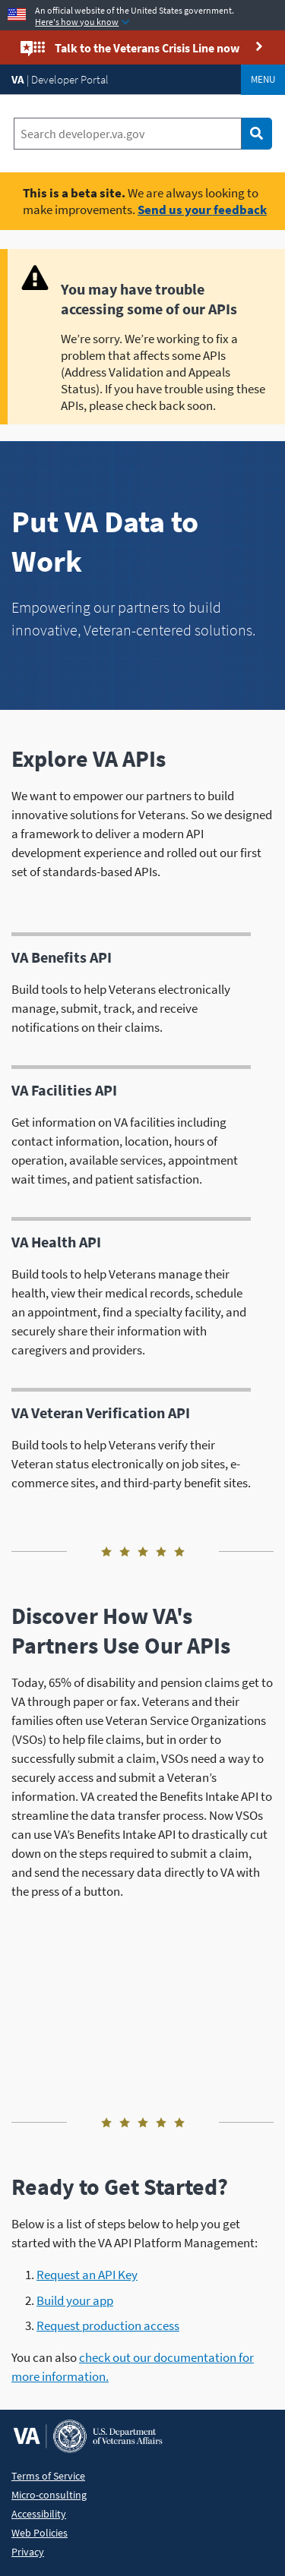 An official website of the United States government.
Here's how you know
Talk to the Veterans Crisis Line now
VA | Developer Portal
MENU
Search developer.va.gov
This is a beta site. We are always looking to
make improvements. Send us your feedback
You may have trouble
accessing some of our APIs
We're sorry. We're working to fix a
problem that affects some APIs
(Address Validation and Appeals
Status). If you have trouble using these
APIs, please check back soon.
Put VA Data to
Work
Empowering our partners to build
innovative, Veteran-centered solutions.
Explore VA APIs
We want to empower our partners to build
innovative solutions for Veterans. So we designed
a framework to deliver a modern API
development experience and rolled out our first
set of standards-based APIs.
VA Benefits API
Build tools to help Veterans electronically
manage, submit, track, and receive
notifications on their claims.
VA Facilities API
Get information on VA facilities including
contact information, location, hours of
operation, available services, appointment
wait times, and patient satisfaction.
VA Health API
Build tools to help Veterans manage their
health, view their medical records, schedule
an appointment, find a specialty facility, and
securely share their information with
caregivers and providers.
VA Veteran Verification API
Build tools to help Veterans verify their
Veteran status electronically on job sites, e-
commerce sites, and third-party benefit sites.
Discover How VA's
Partners Use Our APIs
Today, 65% of disability and pension claims get to
VA through paper or fax. Veterans and their
families often use Veteran Service Organizations
(VSOs) to help file claims, but in order to
successfully submit a claim, VSOs need a way to
securely access and submit a Veteran's
information. VA created the Benefits Intake API to
streamline the data transfer process. Now VSOs
can use VA's Benefits Intake API to drastically cut
down on the steps required to submit a claim,
and send the necessary data directly to VA with
the press of a button.
Ready to Get Started?
Below is a list of steps below to help you get
started with the VA API Platform Management:
1. Request an API Key
2. Build your app
3. Request production access
You can also check out our documentation for
more information.
VA
U.S. Department
of Veterans Affairs
Terms of Service
Micro-consulting
Accessibility
Web Policies
Privacy